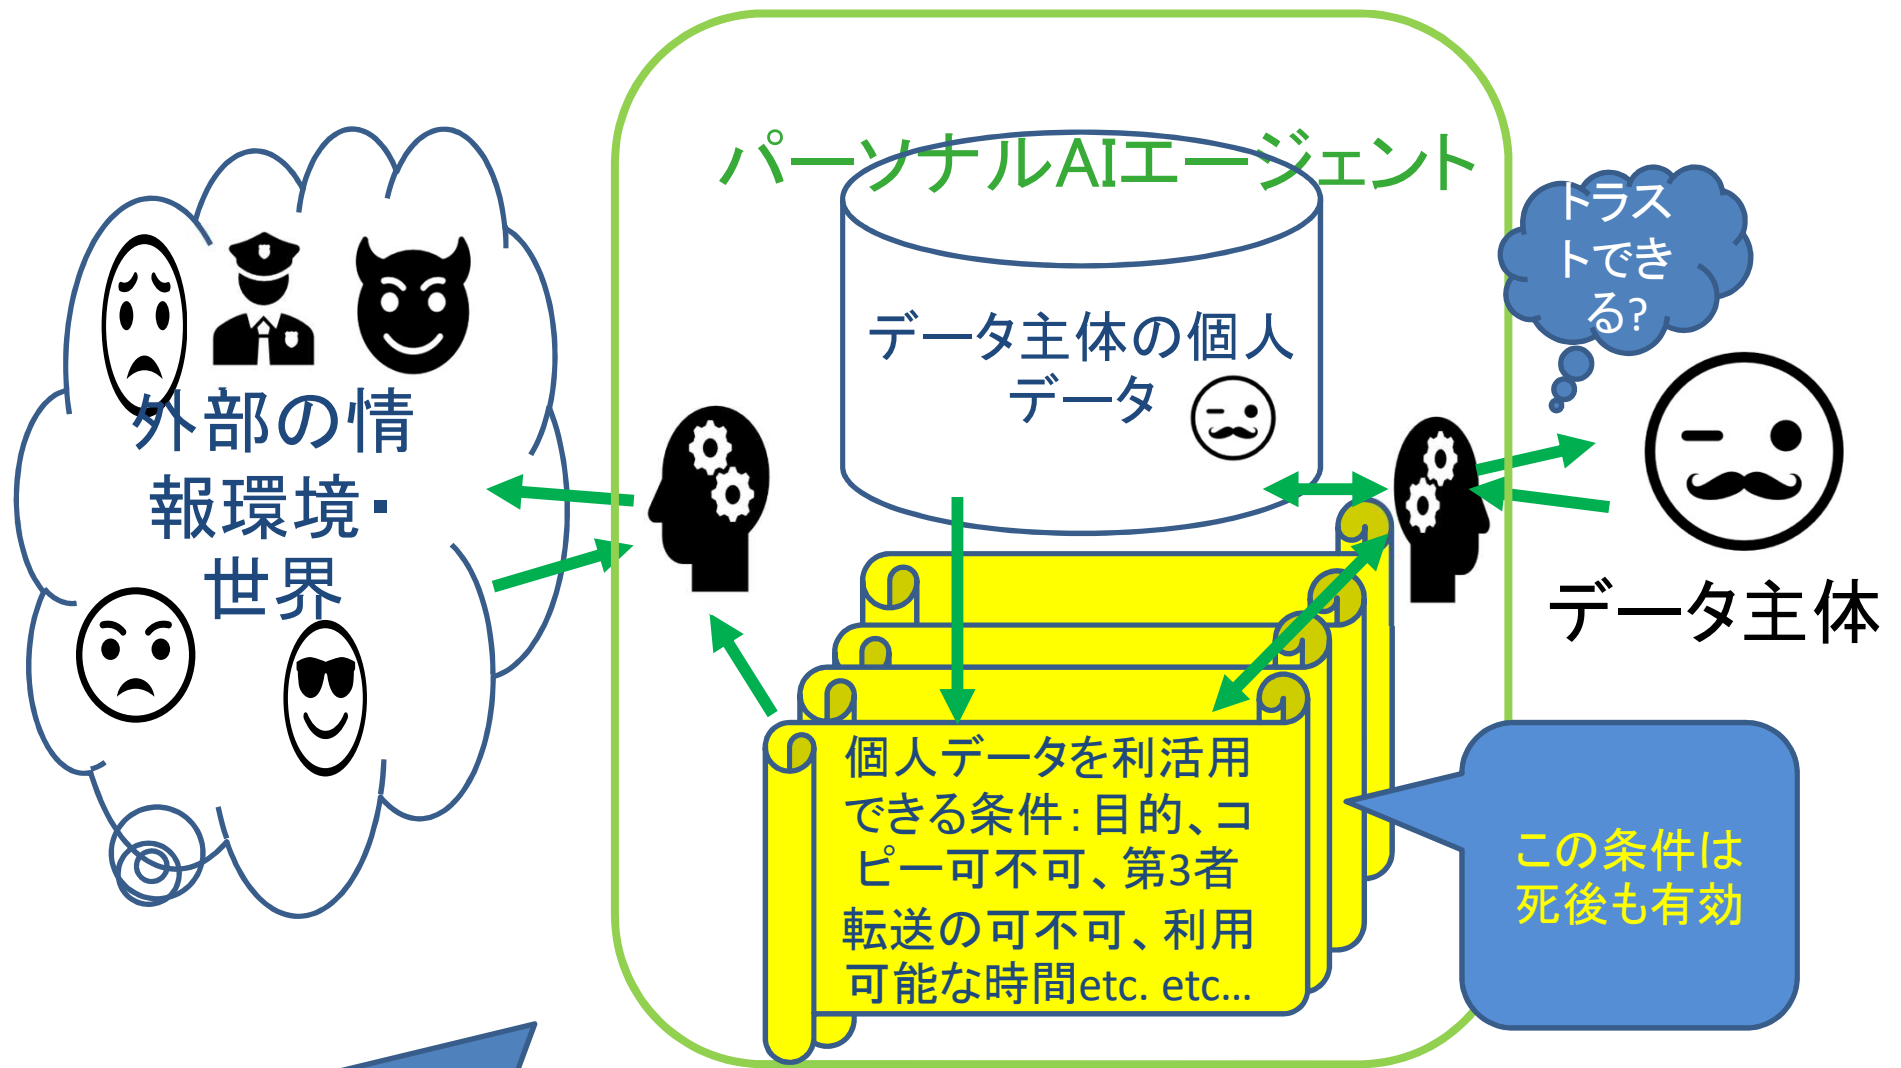 パーソナルAIエージェント
トラス
トでき
る?
データ主体の個人
データ
外部の情
報環境・
世界
データ主体
個人データを利活用
できる条件:目的、コ
ピー可不可、第3者
転送の可不可、利用
可能な時間etc. etc...
この条件は
死後も有効